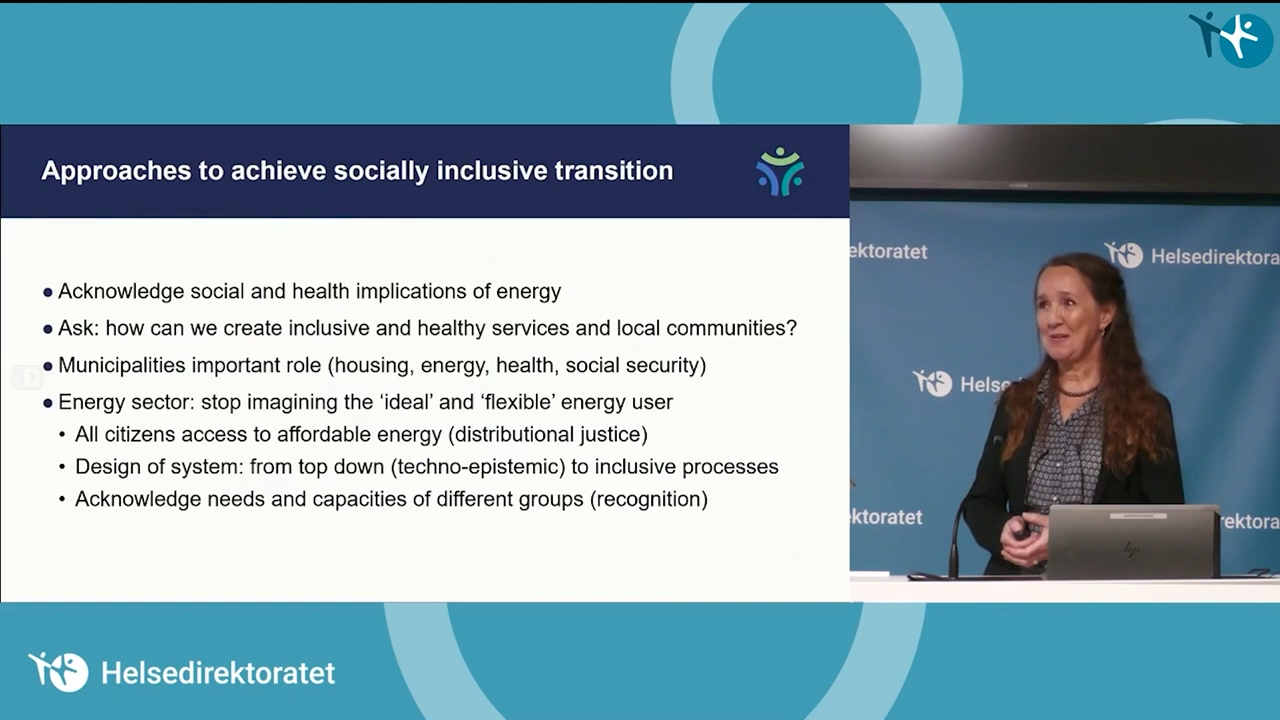 Approaches to achieve socially inclusive transition
● Acknowledge social and health implications of energy
● Ask: how can we create inclusive and healthy services and local communities?
● Municipalities important role (housing, energy, health, social security)
● Energy sector: stop imagining the ‘ideal’ and ‘flexible’ energy user
• All citizens access to affordable energy (distributional justice)
• Design of system: from top down (techno-epistemic) to inclusive processes
• Acknowledge needs and capacities of different groups (recognition)
ektoratet
Helsedirektora
Helse
ektoratet
rektora
hp
Helsedirektoratet